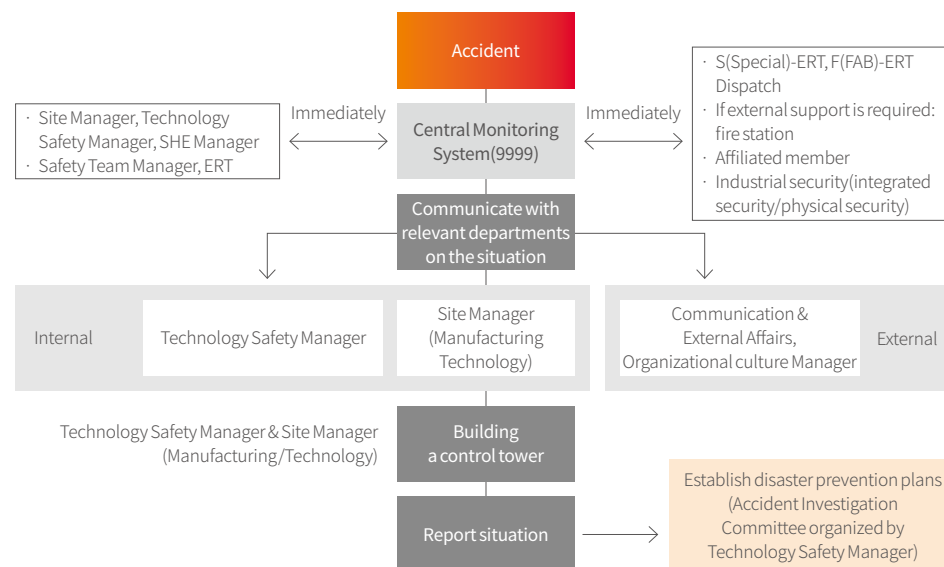 Accident
· Site Manager, Technology
Safety Manager, SHE Manager
· Safety Team Manager, ERT
Immediately
Central Monitoring
System(9999)
Immediately
· S(Special)-ERT, F(FAB)-ERT
Dispatch
· If external support is required:
fire station
· Affiliated member
· Industrial security(integrated
security/physical security)
Communicate with
relevant departments
on the situation
Internal
Technology Safety Manager
Site Manager
(Manufacturing
Technology)
Communication &
External Affairs,
Organizational culture Manager
External
Technology Safety Manager & Site Manager
(Manufacturing/Technology)
Building
a control tower
Report situation
Establish disaster prevention plans
(Accident Investigation
Committee organized by
Technology Safety Manager)